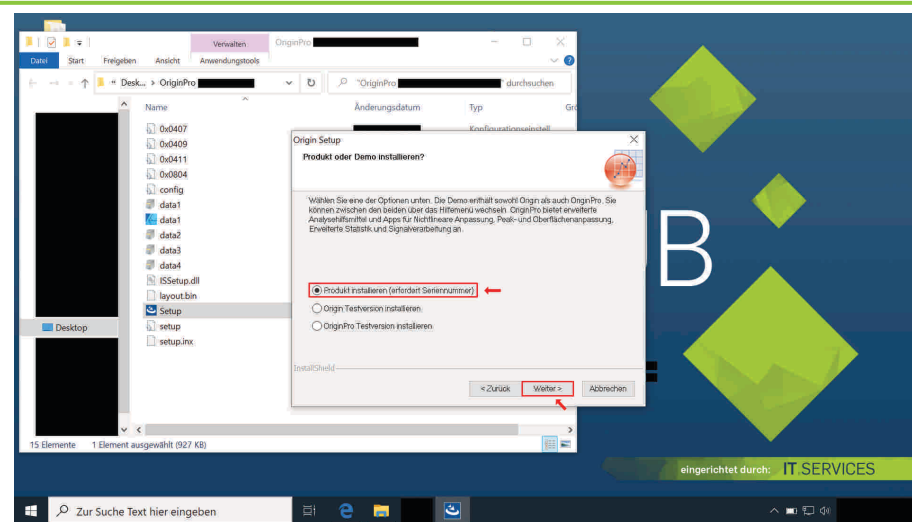 Verwalten
OriginPro
Datei Start Freigeben Ansicht Anwendungstools
Desk... > OriginPro
"OriginPro " durchsuchen
Name Änderungsdatum Typ Grö
0x0407 Konfigurationseinstell
0x0409
0x0411
0x0804
config
data1
data1
data2
data3
data4
ISSetup.dll
layout.bin
Setup
setup
setup.inx
Desktop
15 Elemente 1 Element ausgewählt (927 KB)
Origin Setup
Produkt oder Demo installieren?
Wählen Sie eine der Optionen unten. Die Demo enthält sowohl Origin als auch OriginPro. Sie
können zwischen den beiden über das Hilfemenü wechseln. OriginPro bietet erweiterte
Analysehilfsmittel und Apps für Nichtlineare Anpassung, Peak- und Oberflächenanpassung,
Erweiterte Statistik und Signalverarbeitung an.
Produkt installieren (erfordert Seriennummer)
Origin Testversion installieren
OriginPro Testversion installieren
InstallShield
< Zurück Weiter > Abbrechen
B
eingerichtet durch: IT.SERVICES
Zur Suche Text hier eingeben